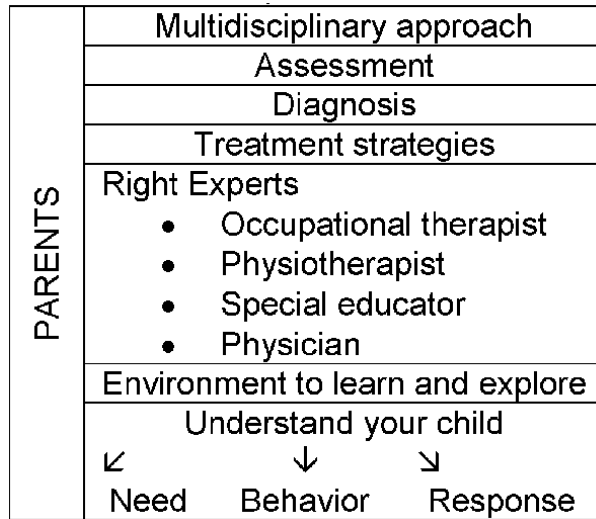 PARENTS
Multidisciplinary approach
Assessment
Diagnosis
Treatment strategies
Right Experts
• Occupational therapist
• Physiotherapist
• Special educator
• Physician
Environment to learn and explore
Understand your child
↙ ↓ ↘
Need Behavior Response